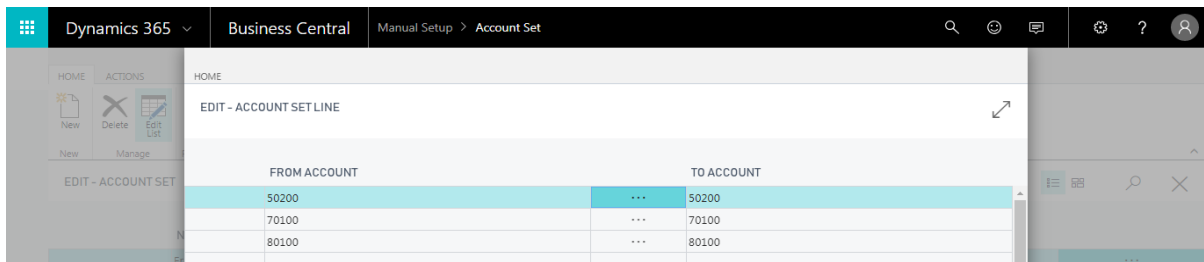 Dynamics 365 Business Central Manual Setup > Account Set ?
HOME ACTIONS HOME
New Delete Edit List
EDIT - ACCOUNT SET LINE
New Manage
FROM ACCOUNT TO ACCOUNT
EDIT - ACCOUNT SET
50200 ... 50200
70100 ... 70100
80100 ... 80100